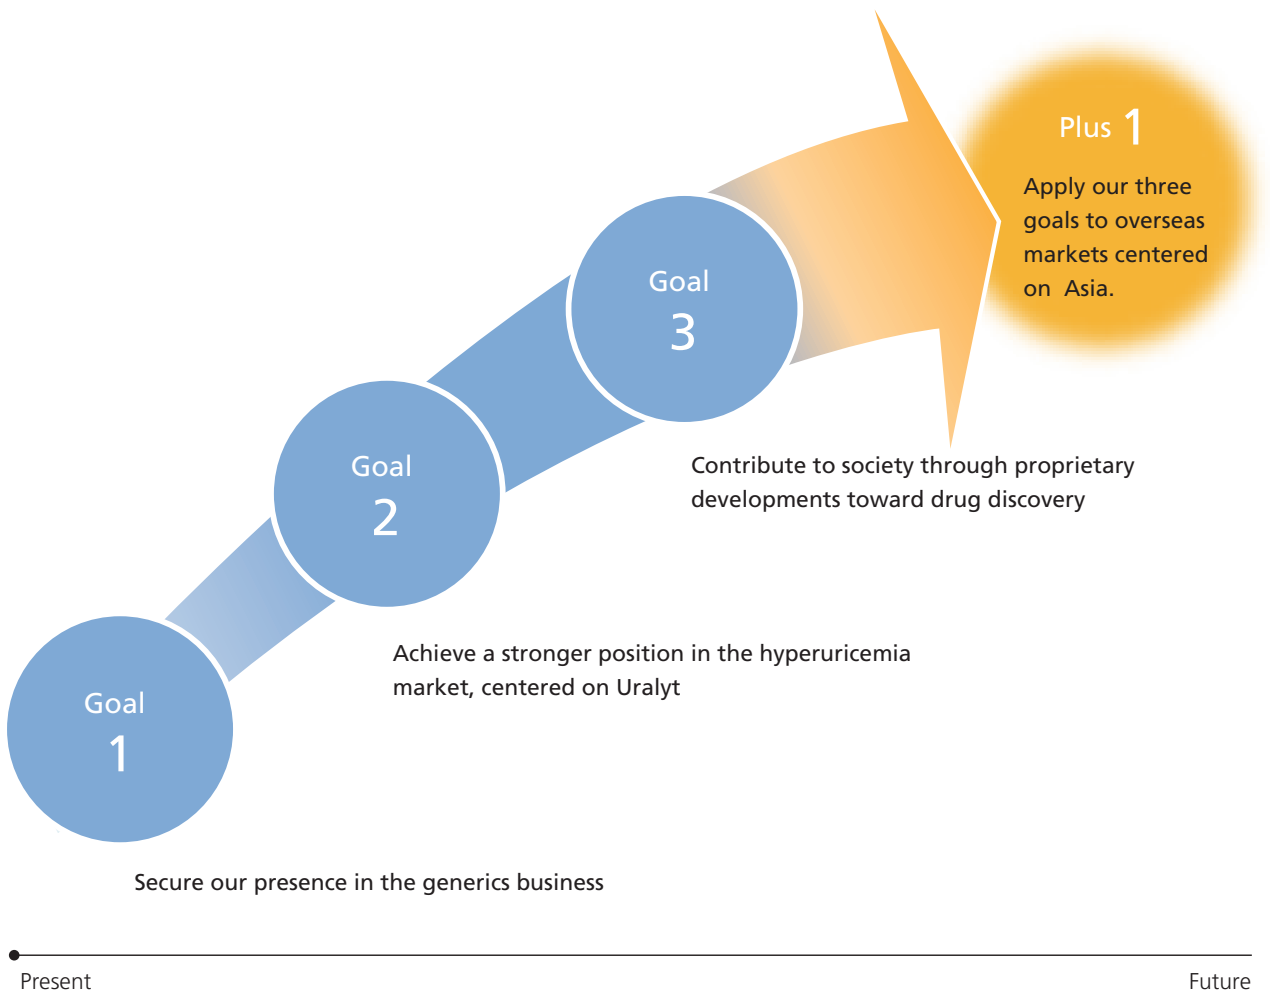 Plus 1
Apply our three
goals to overseas
markets centered
on Asia.
Goal
3
Contribute to society through proprietary
developments toward drug discovery
Goal
2
Achieve a stronger position in the hyperuricemia
market, centered on Uralyt
Goal
1
Secure our presence in the generics business
Present
Future